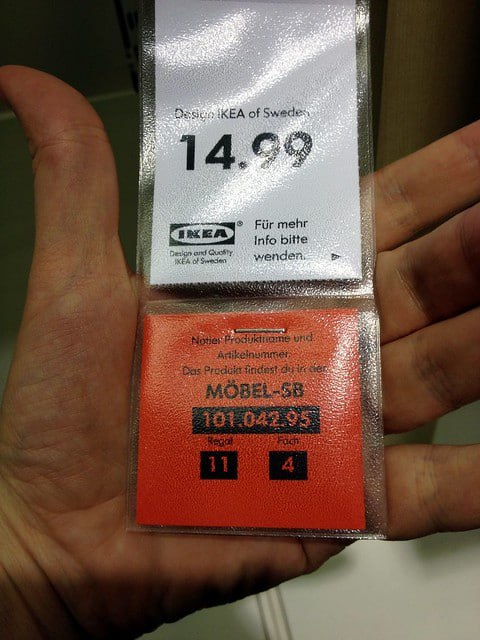 Design IKEA of Sweden
14.99
IKEA®
Design and Quality
IKEA of Sweden
Für mehr
Info bitte
wenden.
Notier Produktname und
Artikelnummer.
Das Produkt findest du in der
MÖBEL-SB
101.042.95
Regal Fach
11 4